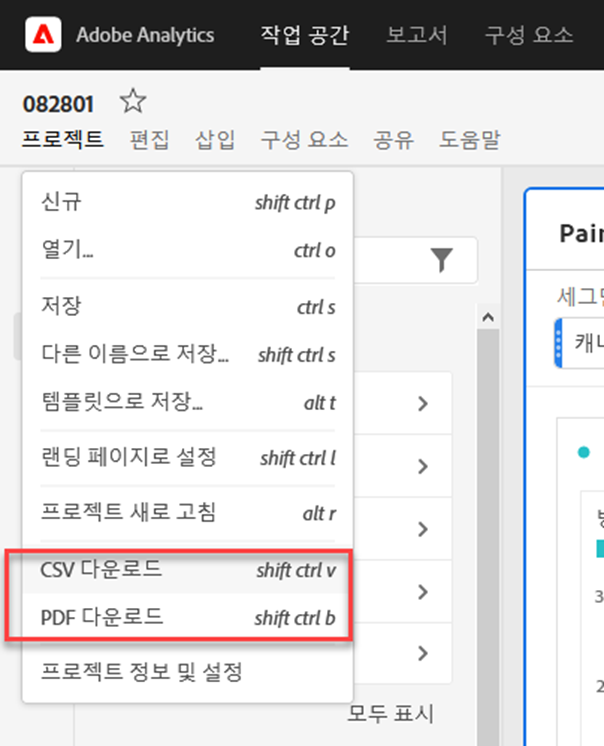 Adobe Analytics 작업 공간 보고서 구성 요소
082801
프로젝트 편집 삽입 구성 요소 공유 도움말
신규 shift ctrl p
열기... ctrl o
저장 ctrl s
다른 이름으로 저장... shift ctrl s
템플릿으로 저장... alt t
랜딩 페이지로 설정 shift ctrl l
프로젝트 새로 고침 alt r
CSV 다운로드 shift ctrl v
PDF 다운로드 shift ctrl b
프로젝트 정보 및 설정
모두 표시
Pair
세그먼
캐나
방
3
2